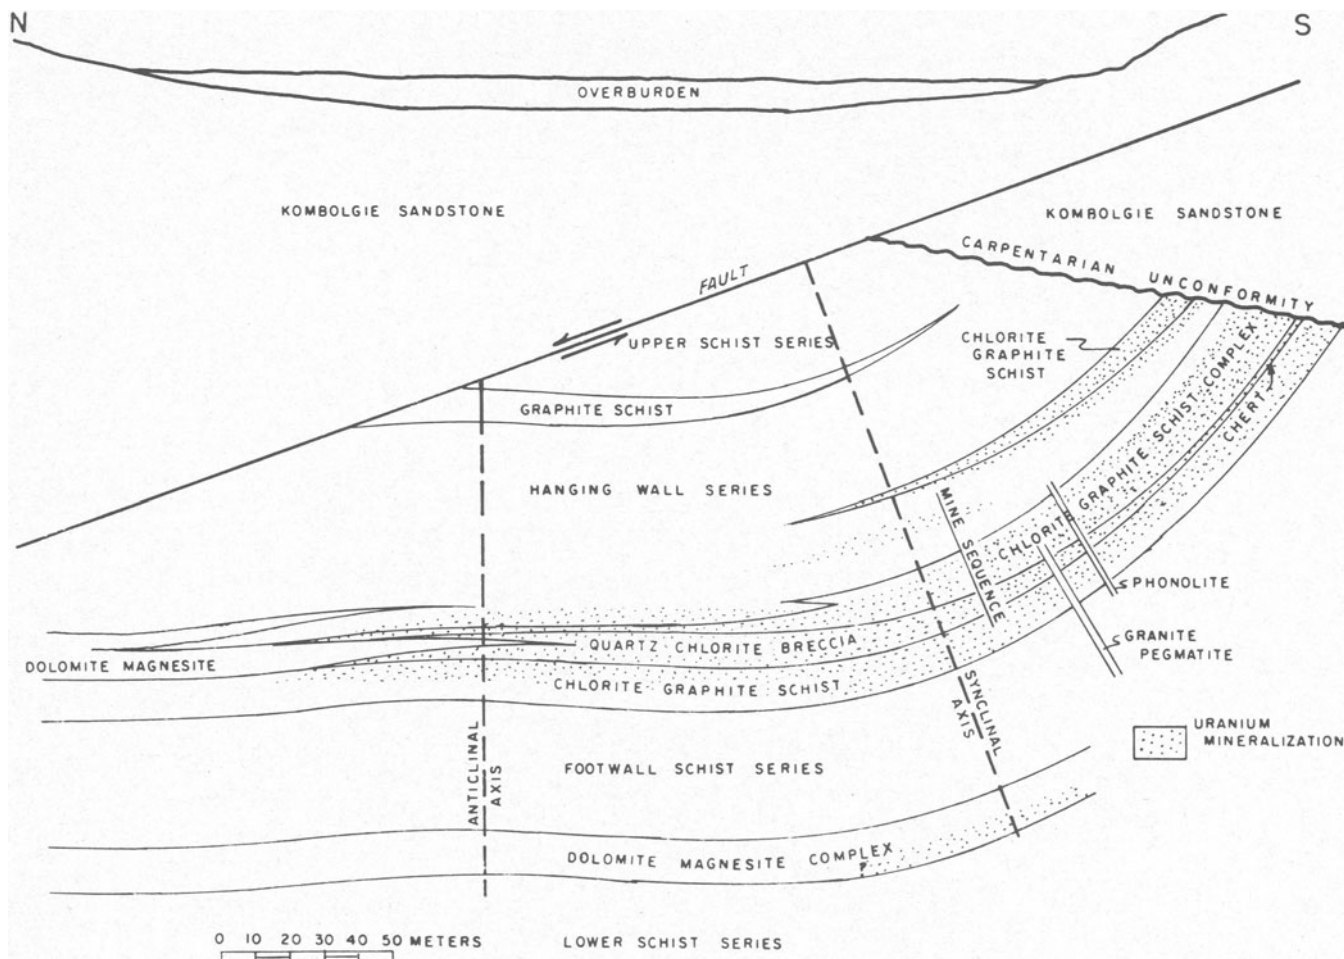 N
S
OVERBURDEN
KOMBOLGIE SANDSTONE
KOMBOLGIE SANDSTONE
CARPENTARIAN UNCONFORMITY
FAULT
UPPER SCHIST SERIES
CHLORITE
GRAPHITE
SCHIST
GRAPHITE SCHIST
CHLORITE GRAPHITE SCHIST COMPLEX
CHERT
HANGING WALL SERIES
MINE SEQUENCE
PHONOLITE
QUARTZ CHLORITE BRECCIA
GRANITE
PEGMATITE
DOLOMITE MAGNESITE
CHLORITE GRAPHITE SCHIST
SYNCLINAL
AXIS
URANIUM
MINERALIZATION
ANTICLINAL
AXIS
FOOTWALL SCHIST SERIES
DOLOMITE MAGNESITE COMPLEX
0 10 20 30 40 50 METERS
LOWER SCHIST SERIES